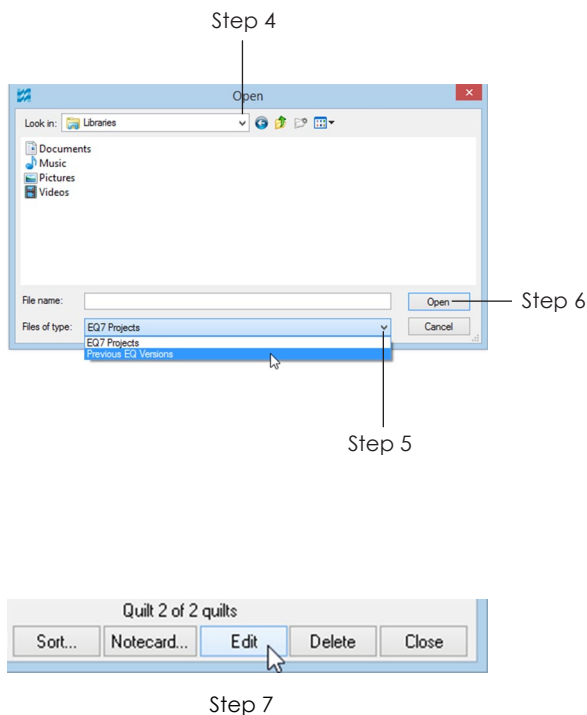 Step 4
Open
Look in: Libraries
Documents
Music
Pictures
Videos
File name:
Open
Step 6
Files of type: EQ7 Projects
Cancel
EQ7 Projects
Previous EQ Versions
Step 5
Quilt 2 of 2 quilts
Sort... Notecard... Edit Delete Close
Step 7